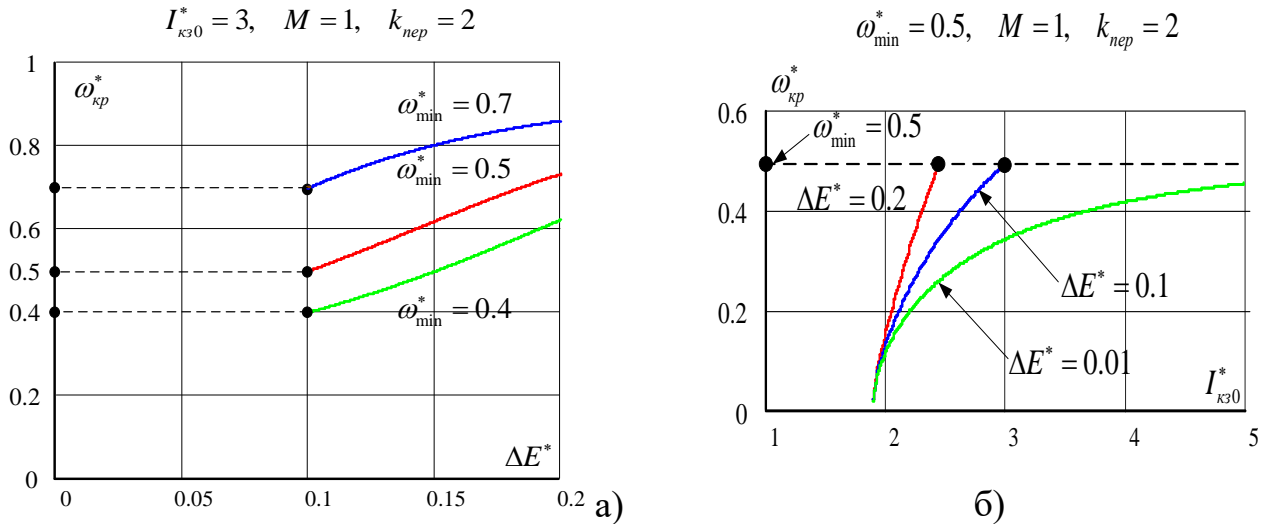 I*кз0 = 3, M = 1, kпер = 2
ω*кр
1
0.8
0.6
0.5
0.4
0.2
0
ω*min = 0.7
ω*min = 0.5
ω*min = 0.4
ΔE*
0 0.05 0.1 0.15 0.2
а)
ω*min = 0.5, M = 1, kпер = 2
ω*кр
0.6
0.4
0.2
0
ω*min = 0.5
ΔE* = 0.2
ΔE* = 0.1
ΔE* = 0.01
I*кз0
1 2 3 4 5
б)